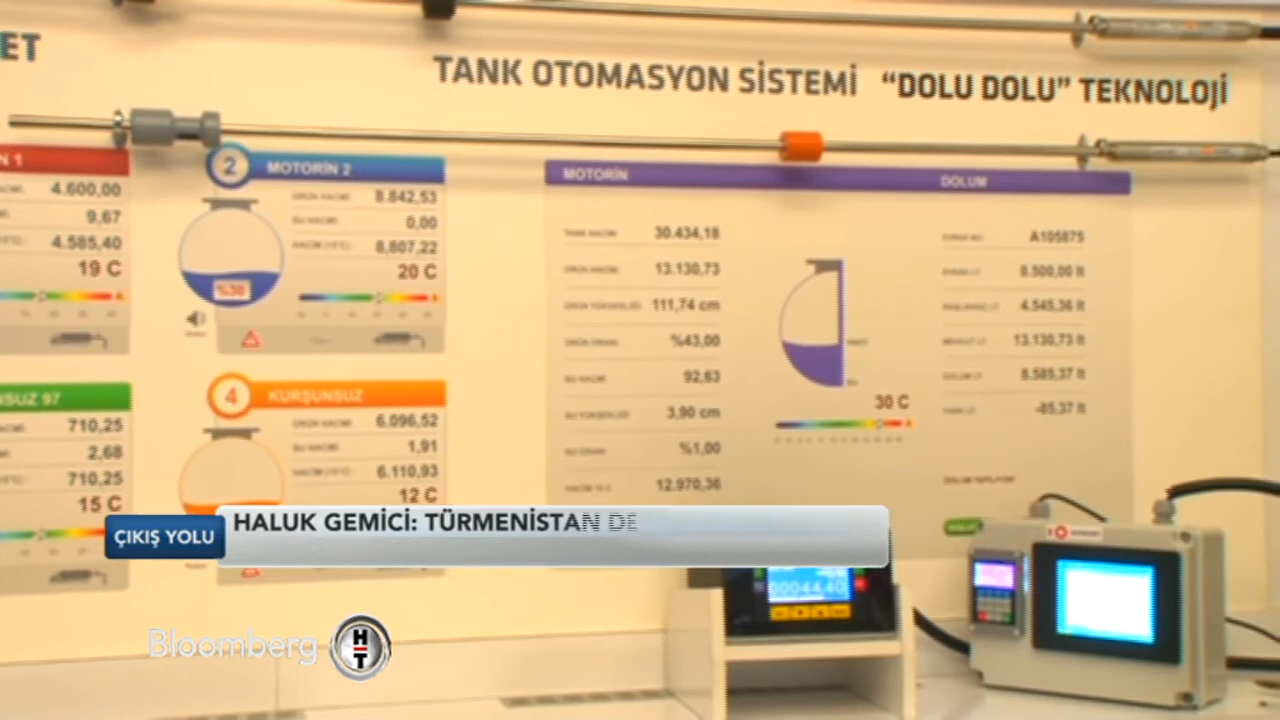 ET
TANK OTOMASYON SİSTEMİ "DOLU DOLU" TEKNOLOJİ
N 1
4.600,00
9,67
4.585,40
19 C
2 MOTORİN 2
8.842,53
0,00
8,807,22
20 C
%30
MOTORİN
DOLUM
30.434,18
13.130,73
111,74 cm
%43,00
92,63
3,90 cm
%1,00
12.970,36
30 C
A105875
8.500,00 lt
4.545,36 lt
13.130,73 lt
8.585,37 lt
-85,37 lt
NSUZ 97
710,25
2,68
710,25
15 C
4 KURŞUNSUZ
6.096,52
1,91
6.110,93
12 C
ÇIKIŞ YOLU
HALUK GEMİCİ: TÜRMENİSTAN DE
Bloomberg HT